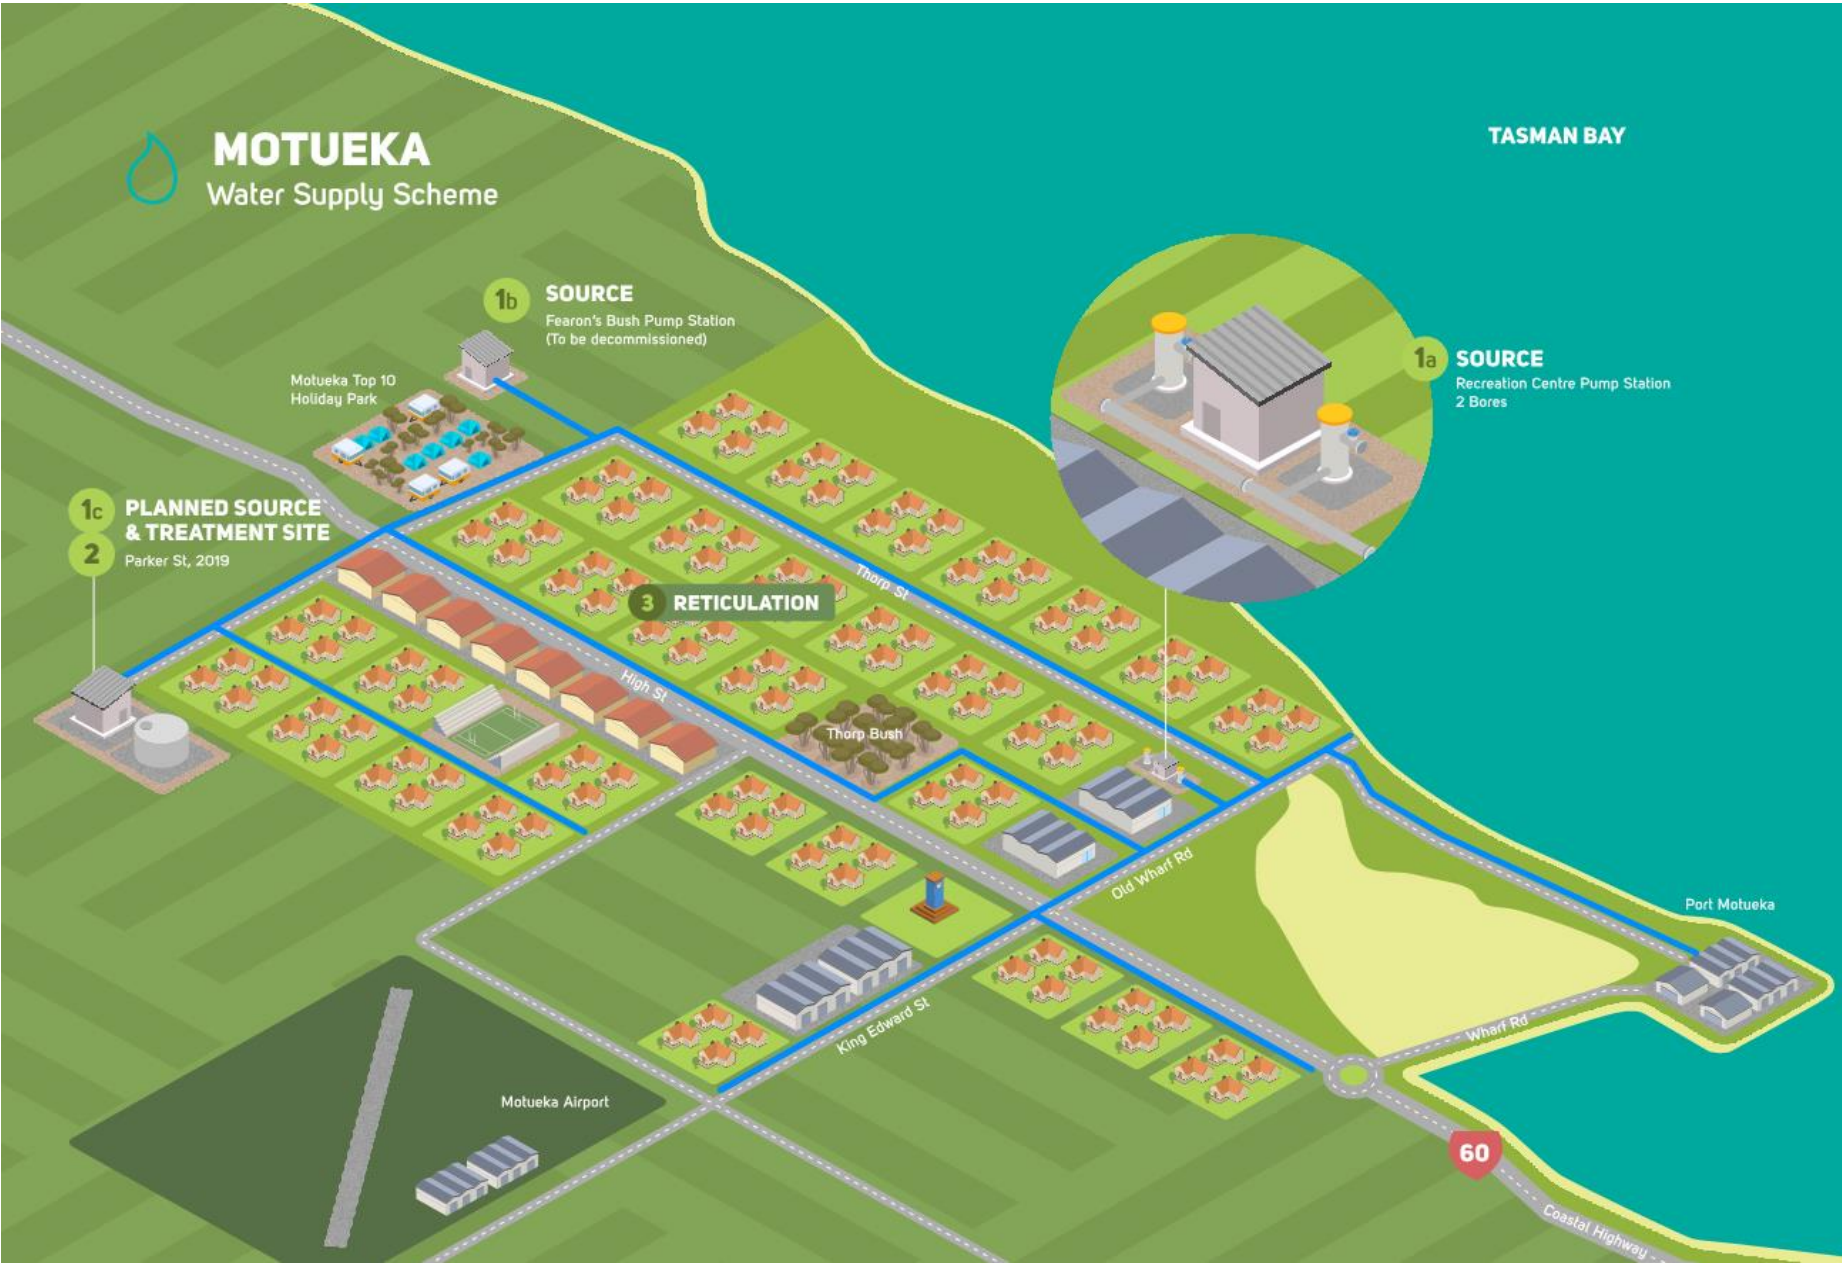 MOTUEKA
Water Supply Scheme
TASMAN BAY
1b
SOURCE
Fearon's Bush Pump Station
(To be decommissioned)
1a
SOURCE
Recreation Centre Pump Station
2 Bores
Motueka Top 10
Holiday Park
1c
PLANNED SOURCE
& TREATMENT SITE
2
Parker St, 2019
Thorp St
3
RETICULATION
High St
Thorp Bush
Old Wharf Rd
Port Motueka
King Edward St
Wharf Rd
Motueka Airport
60
Coastal Highway